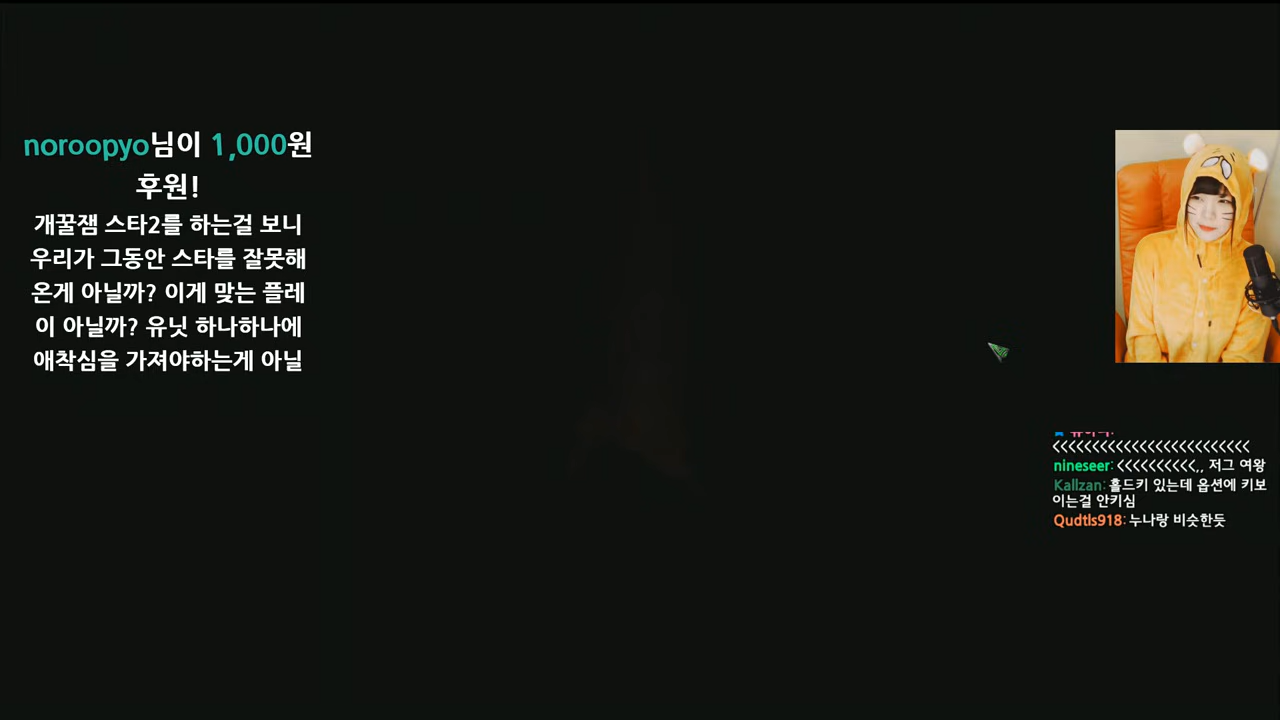 noroopyo님이 1,000원
후원!
개꿀잼 스타2를 하는걸 보니
우리가 그동안 스타를 잘못해
온게 아닐까? 이게 맞는 플레
이 아닐까? 유닛 하나하나에
애착심을 가져야하는게 아닐
<<<<<<<<<<<<<<<<<<<<<<<<<
nineseer: <<<<<<<<<<,, 저그 여왕
Kallzan: 홀드키 있는데 옵션에 키보
이는걸 안키심
Qudtls918: 누나랑 비슷한듯